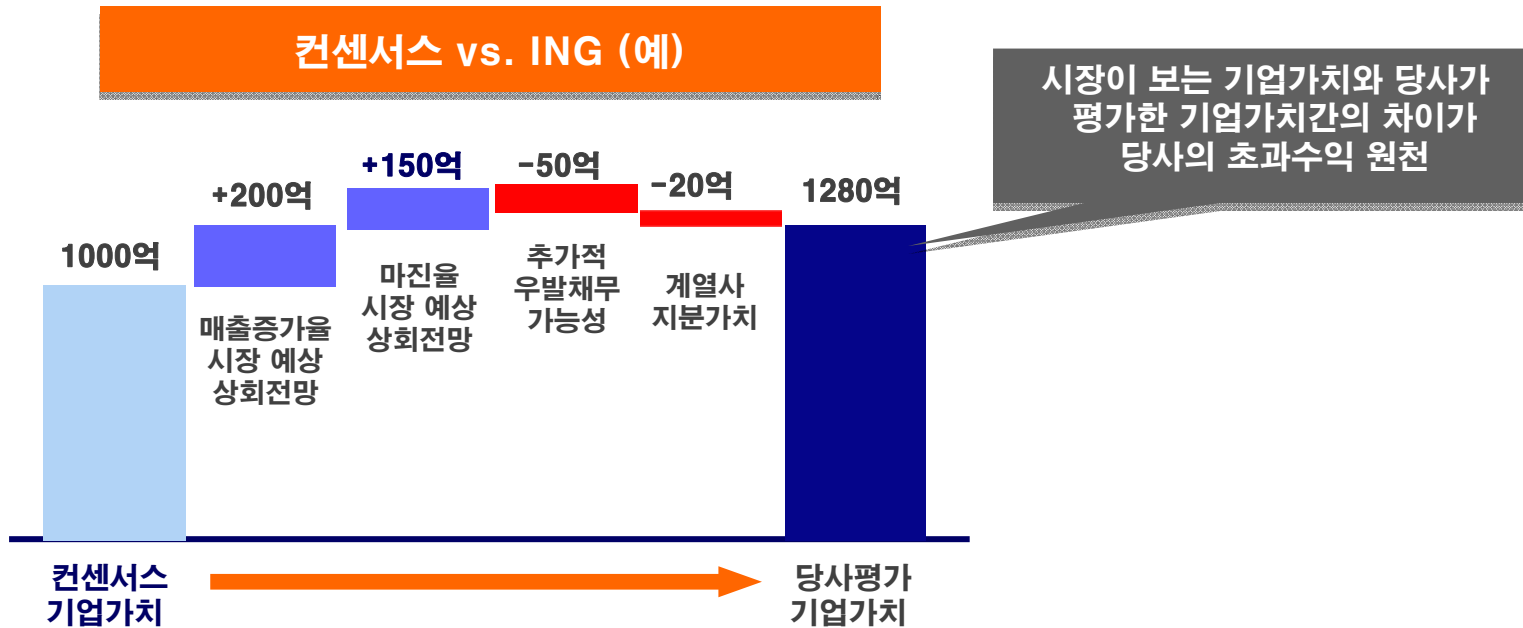 컨센서스 vs. ING (예)
시장이 보는 기업가치와 당사가
평가한 기업가치간의 차이가
당사의 초과수익 원천
1000억
+200억
+150억
-50억
-20억
1280억
매출증가율
시장 예상
상회전망
마진율
시장 예상
상회전망
추가적
우발채무
가능성
계열사
지분가치
컨센서스
기업가치
당사평가
기업가치